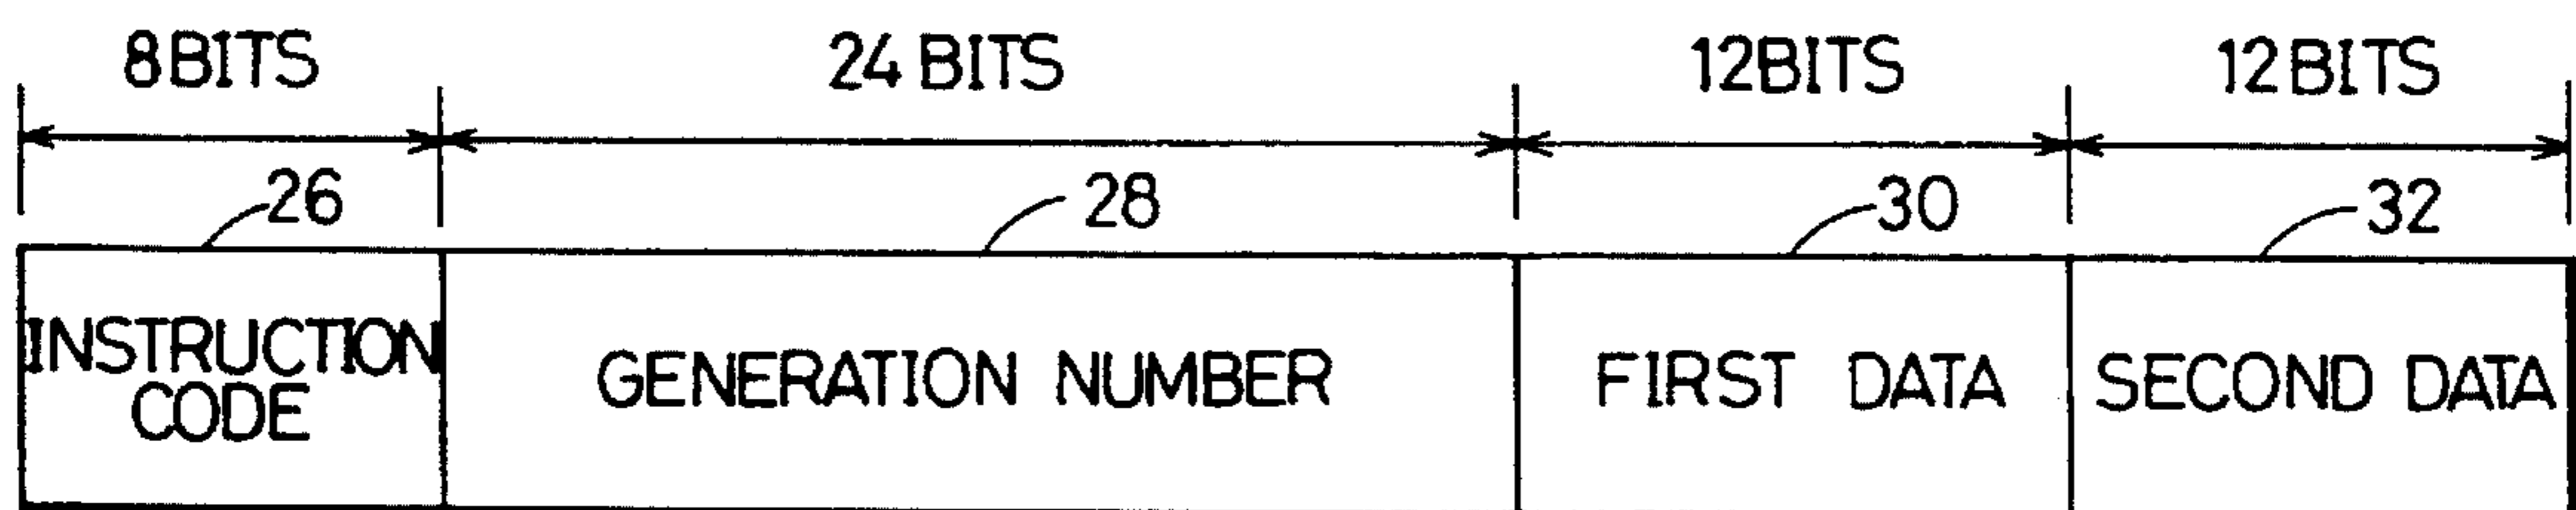 8BITS 24 BITS 12BITS 12BITS
26 28 30 32
INSTRUCTION CODE
GENERATION NUMBER
FIRST DATA
SECOND DATA